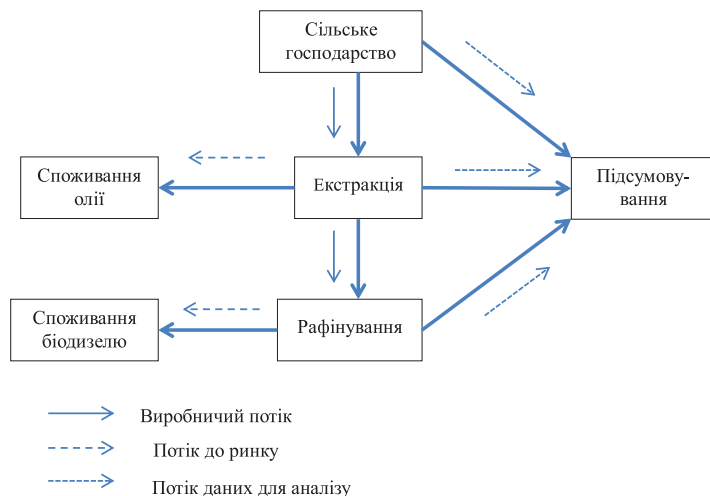 Сільське
господарство
Споживання
олії
Екстракція
Підсумову-
вання
Споживання
біодизелю
Рафінування
Виробничий потік
Потік до ринку
Потік даних для аналізу